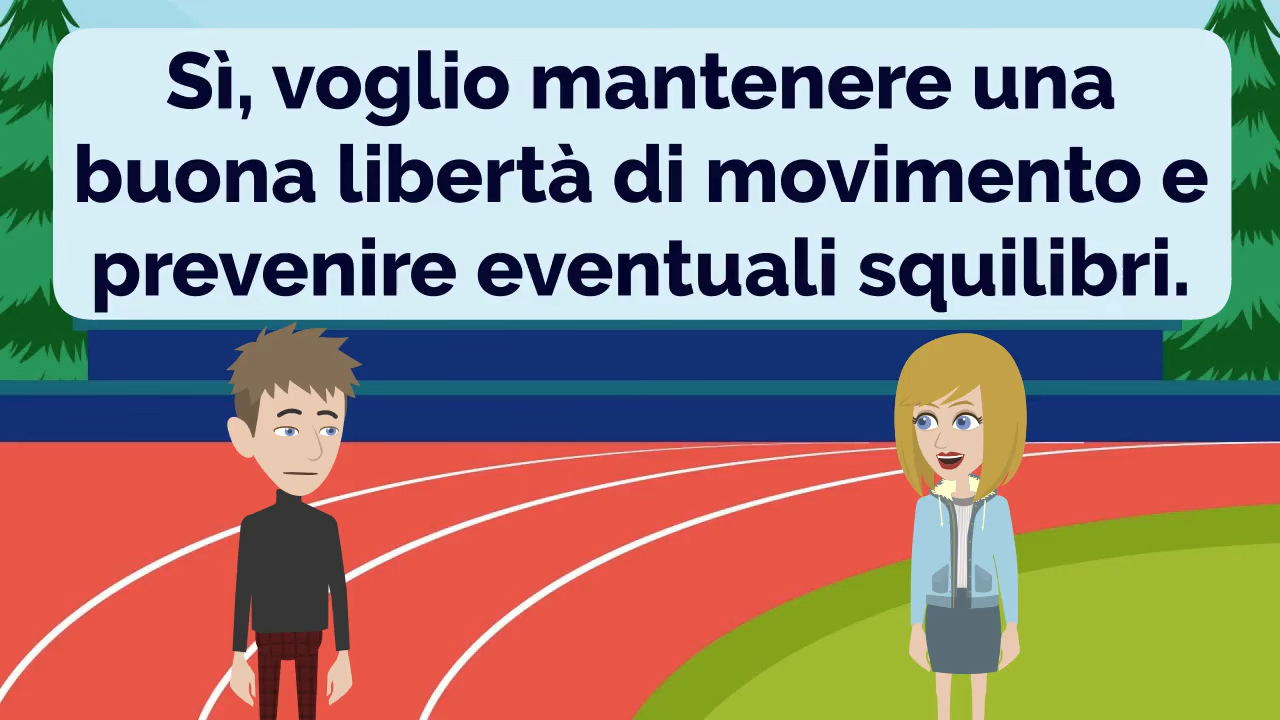 Sì, voglio mantenere una
buona libertà di movimento e
prevenire eventuali squilibri.